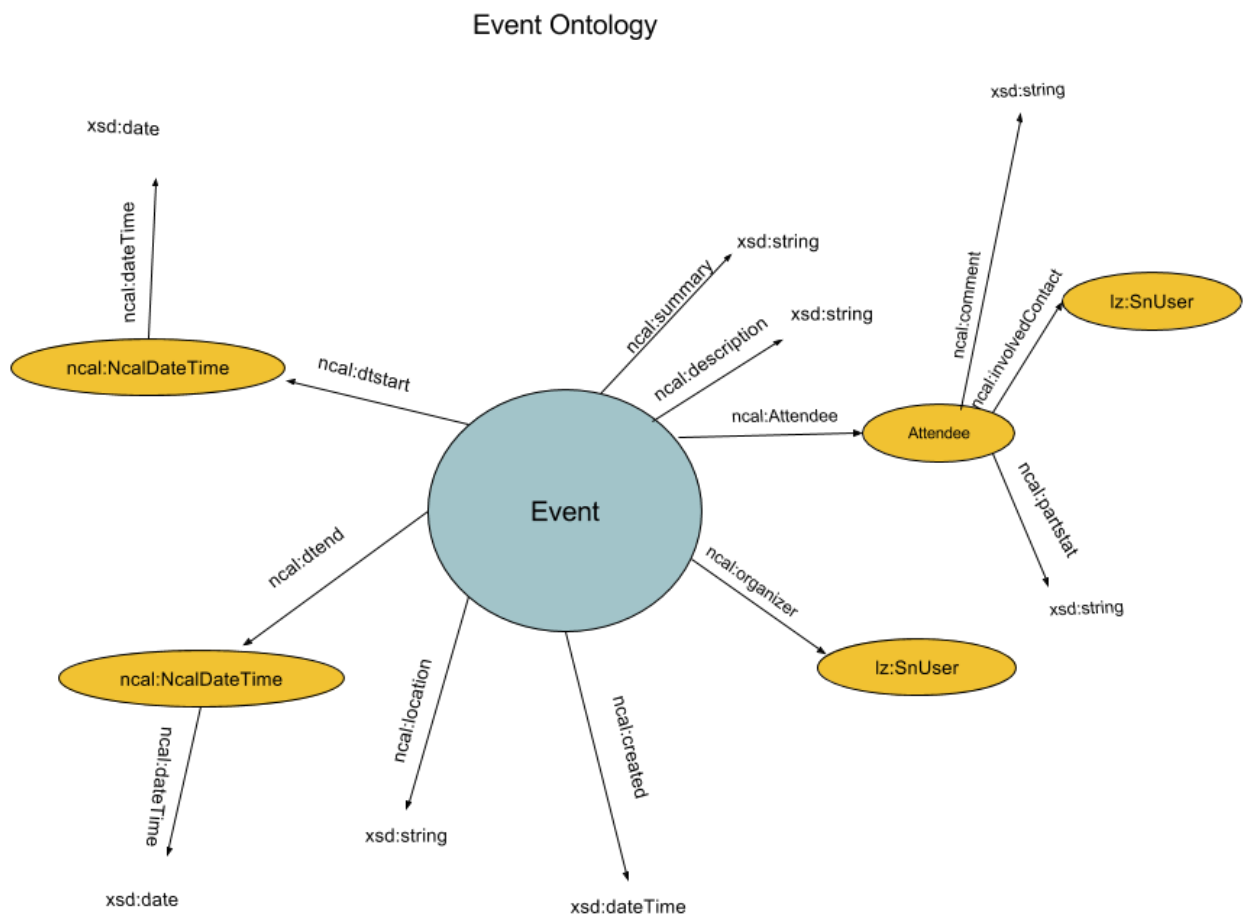 Event Ontology
xsd:string
xsd:date
ncal:dateTime
xsd:string
ncal:summary
ncal:comment
ncal:involvedContact
lz:SnUser
xsd:string
ncal:description
ncal:NcalDateTime
ncal:dtstart
ncal:Attendee
Attendee
Event
ncal:partstat
ncal:dtend
ncal:organizer
xsd:string
ncal:NcalDateTime
lz:SnUser
ncal:location
ncal:created
ncal:dateTime
xsd:string
xsd:date
xsd:dateTime